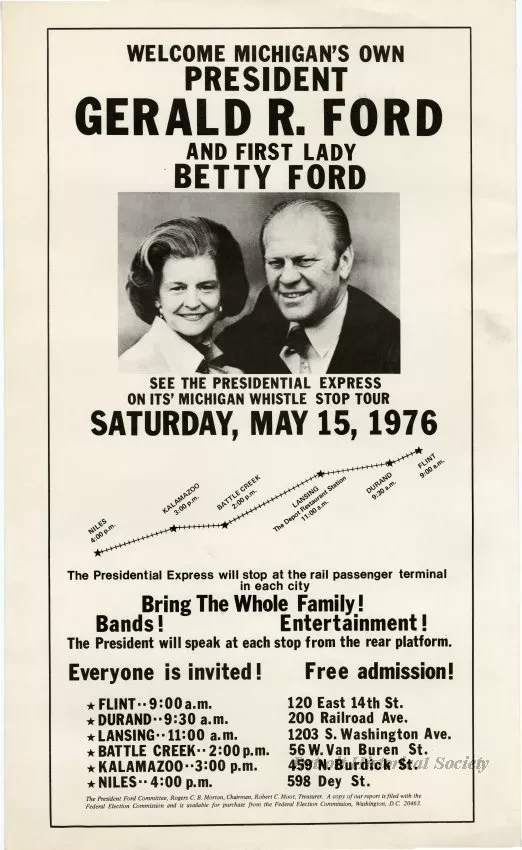 WELCOME MICHIGAN'S OWN
PRESIDENT
GERALD R. FORD
AND FIRST LADY
BETTY FORD
SEE THE PRESIDENTIAL EXPRESS
ON ITS' MICHIGAN WHISTLE STOP TOUR
SATURDAY, MAY 15, 1976
NILES
4:00 p.m.
KALAMAZOO
3:00 p.m.
BATTLE CREEK
2:00 p.m.
LANSING
The Depot Restaurant Station
11:00 a.m.
DURAND
9:30 a.m.
FLINT
9:00 a.m.
The Presidential Express will stop at the rail passenger terminal
in each city
Bring The Whole Family!
Bands! Entertainment!
The President will speak at each stop from the rear platform.
Everyone is invited! Free admission!
★ FLINT··9:00 a.m. 120 East 14th St.
★ DURAND··9:30 a.m. 200 Railroad Ave.
★ LANSING··11:00 a.m. 1203 S. Washington Ave.
★ BATTLE CREEK··2:00 p.m. 56 W. Van Buren St.
★ KALAMAZOO··3:00 p.m. 459 N. Burdick St.
Detroit Historical Society
★ NILES··4:00 p.m. 598 Dey St.
The President Ford Committee, Rogers C. B. Morton, Chairman, Robert C. Moot, Treasurer. A copy of our report is filed with the
Federal Election Commission and is available for purchase from the Federal Election Commission, Washington, D.C. 20463.